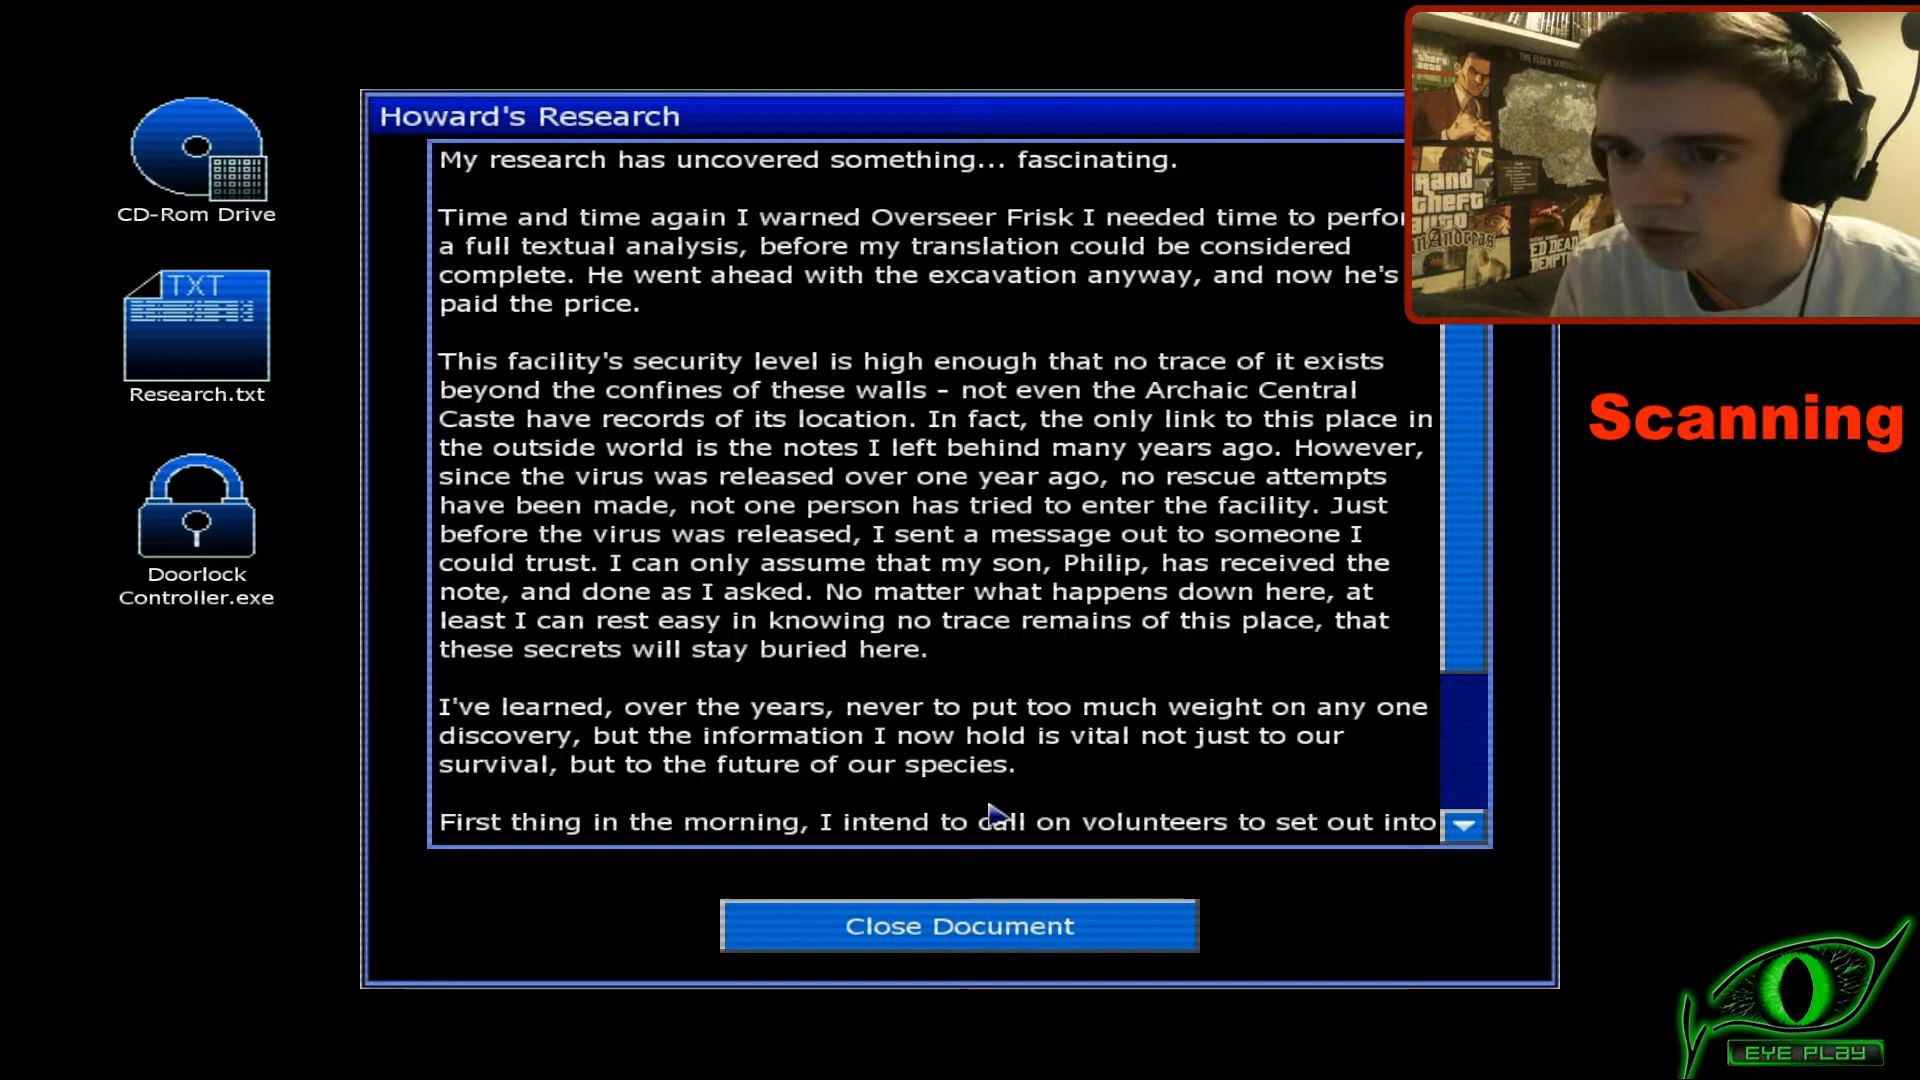 Howard's Research
My research has uncovered something... fascinating.
Time and time again I warned Overseer Frisk I needed time to perfo
a full textual analysis, before my translation could be considered
complete. He went ahead with the excavation anyway, and now he's
paid the price.
This facility's security level is high enough that no trace of it exists
beyond the confines of these walls - not even the Archaic Central
Caste have records of its location. In fact, the only link to this place in
the outside world is the notes I left behind many years ago. However,
since the virus was released over one year ago, no rescue attempts
have been made, not one person has tried to enter the facility. Just
before the virus was released, I sent a message out to someone I
could trust. I can only assume that my son, Philip, has received the
note, and done as I asked. No matter what happens down here, at
least I can rest easy in knowing no trace remains of this place, that
these secrets will stay buried here.
I've learned, over the years, never to put too much weight on any one
discovery, but the information I now hold is vital not just to our
survival, but to the future of our species.
First thing in the morning, I intend to call on volunteers to set out into
Close Document
CD-Rom Drive
TXT
Research.txt
Doorlock
Controller.exe
THE ELDER
grand
theft
Rand
theft
auto
San Andreas
RED DEAD
Scanning
EYE PLAY